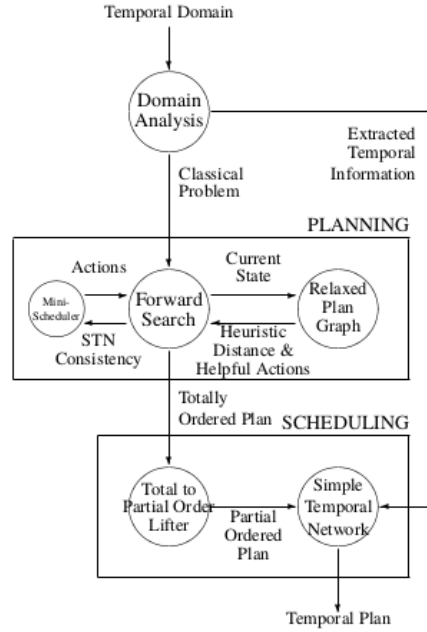 Temporal Domain
Domain
Analysis
Extracted
Temporal
Information
Classical
Problem
PLANNING
Actions
Mini-
Scheduler
STN
Consistency
Forward
Search
Current
State
Heuristic
Distance &
Helpful Actions
Relaxed
Plan
Graph
Totally
Ordered Plan
SCHEDULING
Total to
Partial Order
Lifter
Partial
Ordered
Plan
Simple
Temporal
Network
Temporal Plan